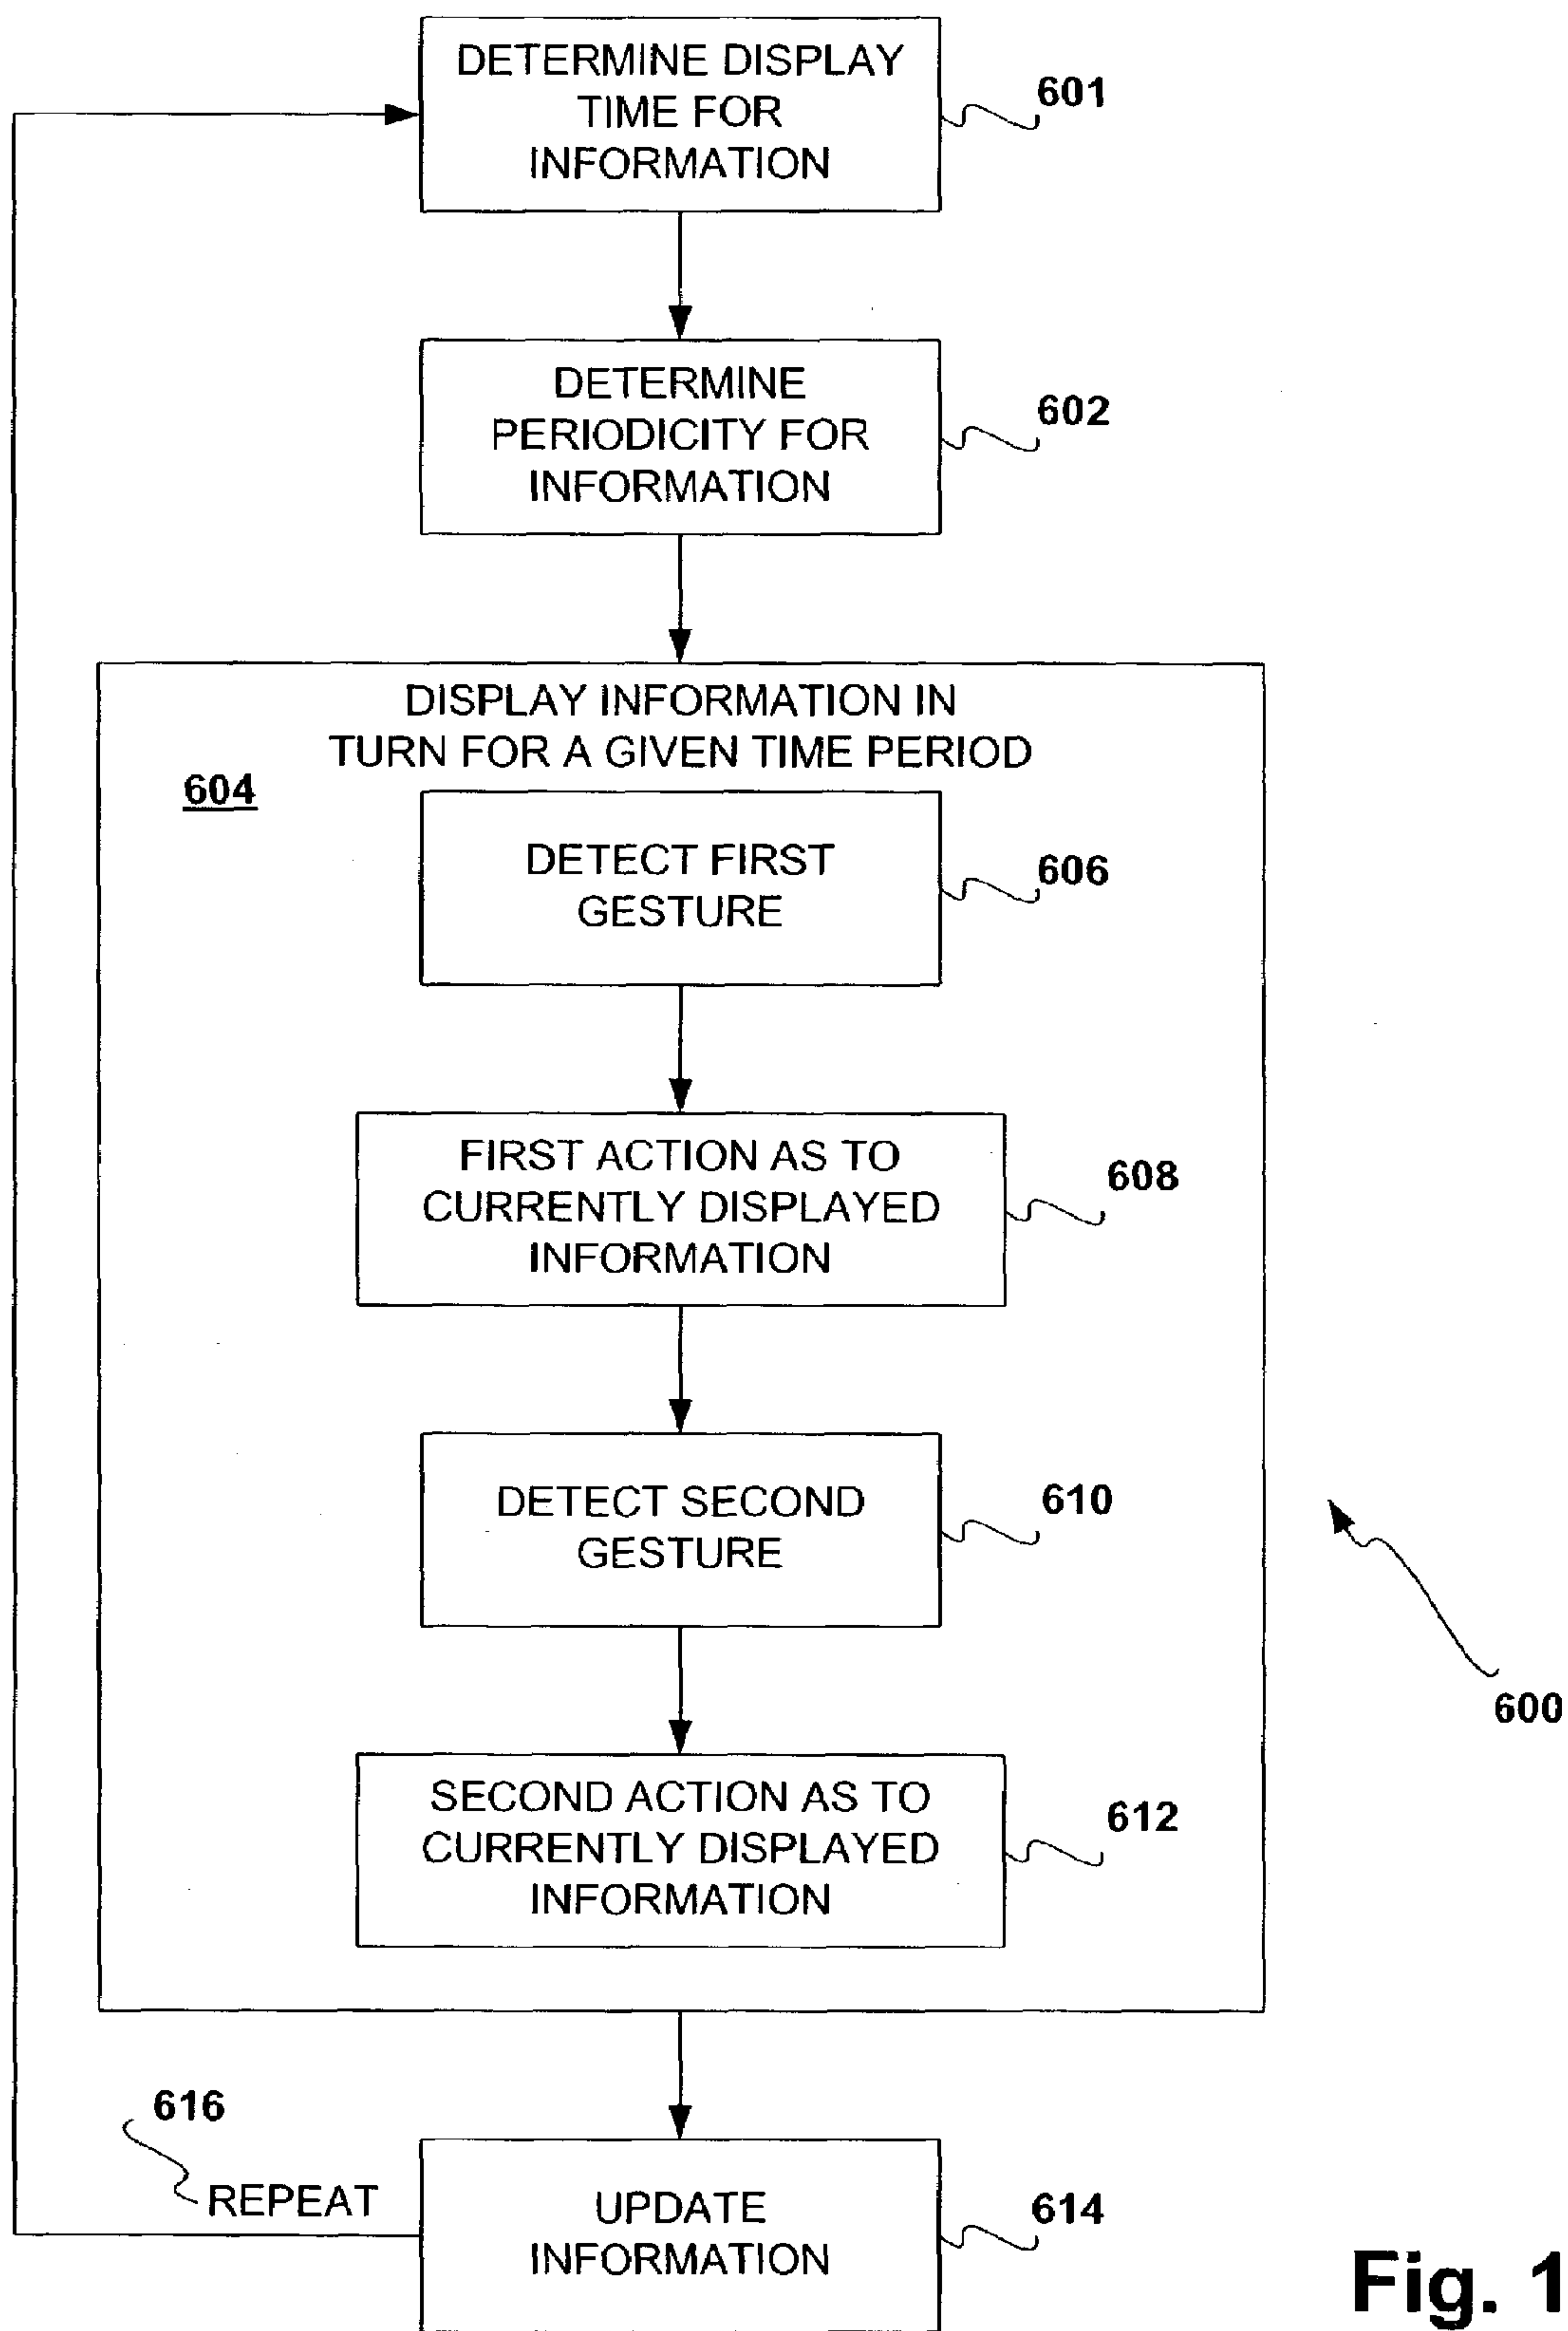 DETERMINE DISPLAY
TIME FOR
INFORMATION
601
DETERMINE
PERIODICITY FOR
INFORMATION
602
DISPLAY INFORMATION IN
TURN FOR A GIVEN TIME PERIOD
604
DETECT FIRST
GESTURE
606
FIRST ACTION AS TO
CURRENTLY DISPLAYED
INFORMATION
608
DETECT SECOND
GESTURE
610
600
SECOND ACTION AS TO
CURRENTLY DISPLAYED
INFORMATION
612
616
REPEAT
UPDATE
INFORMATION
614
Fig. 1